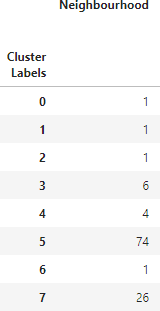 Neighbourhood
Cluster
Labels
0 1
1 1
2 1
3 6
4 4
5 74
6 1
7 26